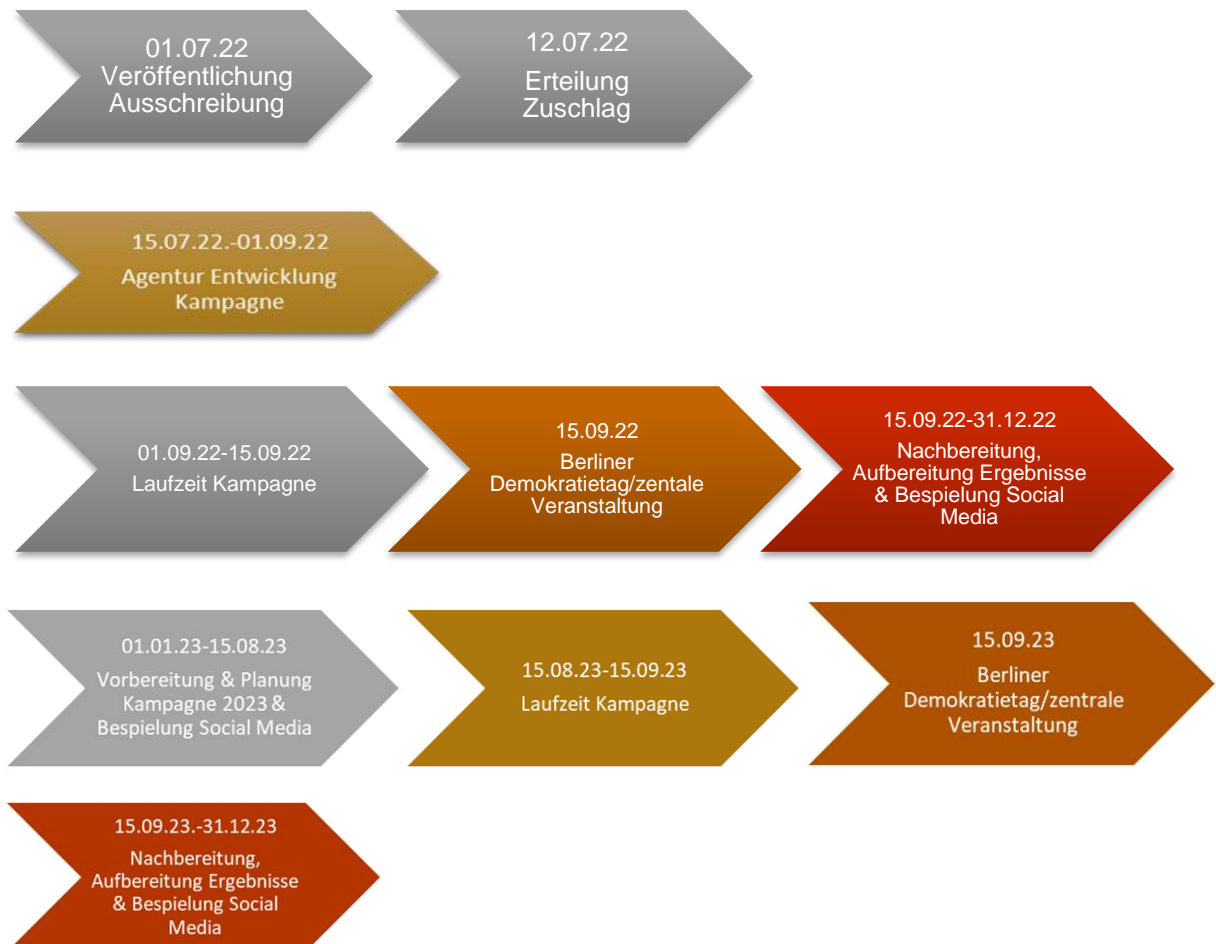 01.07.22
Veröffentlichung
Ausschreibung
12.07.22
Erteilung
Zuschlag
15.07.22.-01.09.22
Agentur Entwicklung
Kampagne
01.09.22-15.09.22
Laufzeit Kampagne
15.09.22
Berliner
Demokratietag/zentale
Veranstaltung
15.09.22-31.12.22
Nachbereitung,
Aufbereitung Ergebnisse
& Bespielung Social
Media
01.01.23-15.08.23
Vorbereitung & Planung
Kampagne 2023 &
Bespielung Social Media
15.08.23-15.09.23
Laufzeit Kampagne
15.09.23
Berliner
Demokratietag/zentrale
Veranstaltung
15.09.23.-31.12.23
Nachbereitung,
Aufbereitung Ergebnisse
& Bespielung Social
Media